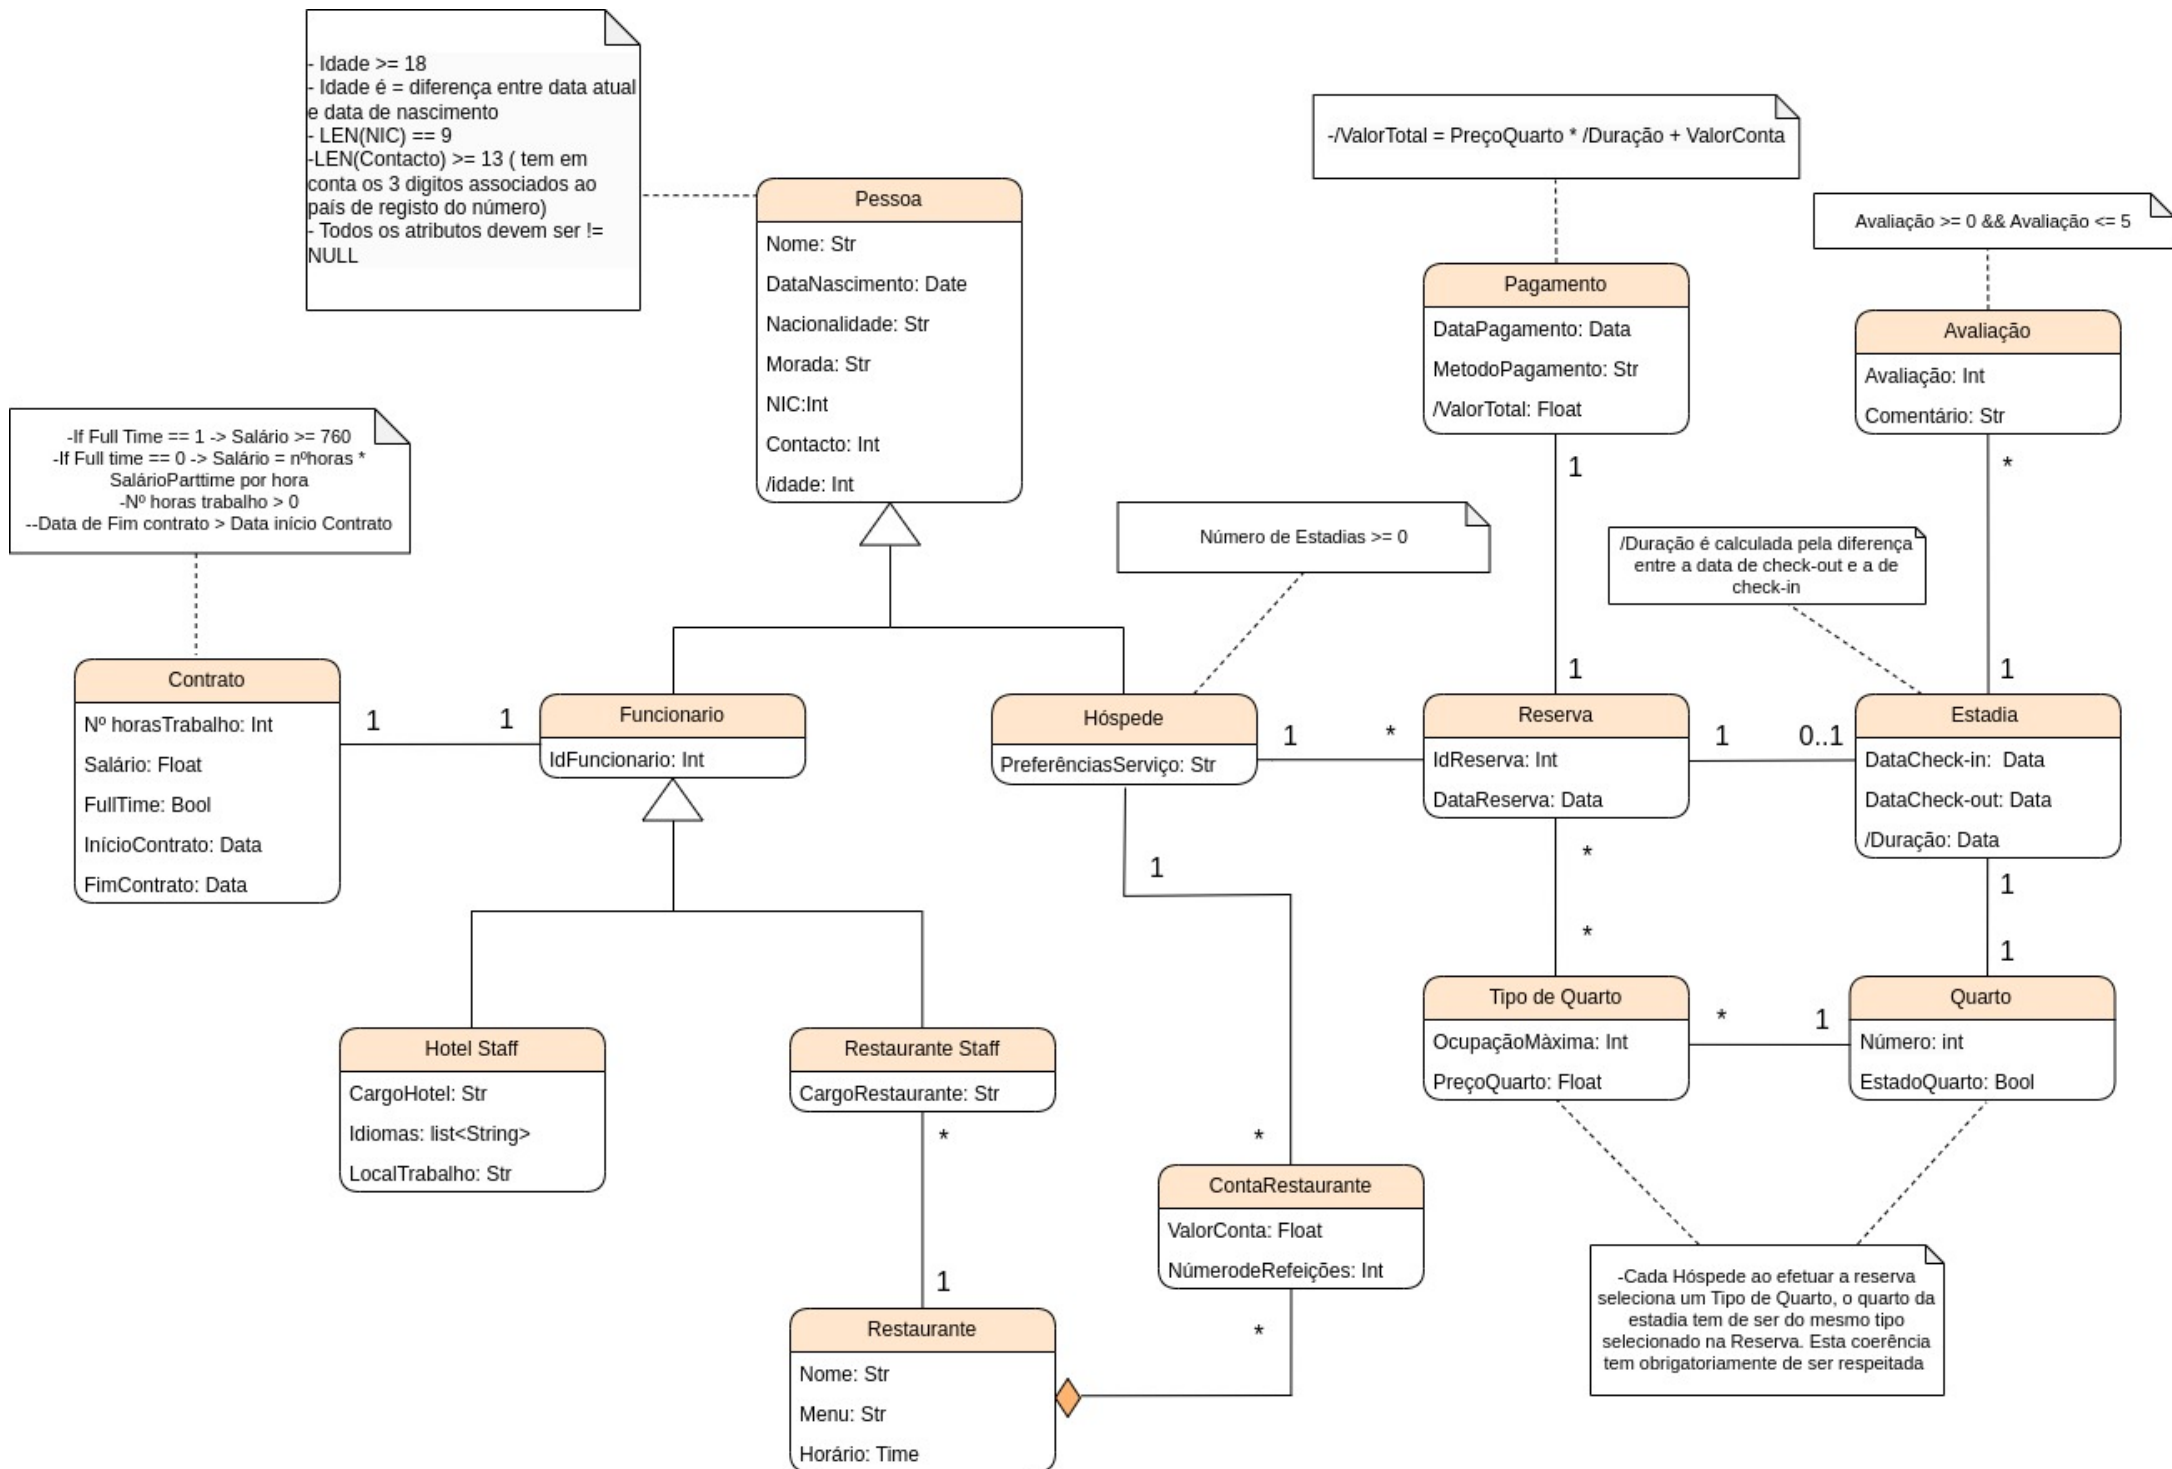 - Idade >= 18
- Idade é = diferença entre data atual
e data de nascimento
- LEN(NIC) == 9
-LEN(Contacto) >= 13 ( tem em
conta os 3 digitos associados ao
país de registo do número)
- Todos os atributos devem ser !=
NULL
-/ValorTotal = PreçoQuarto * /Duração + ValorConta
Avaliação >= 0 && Avaliação <= 5
Pessoa
Nome: Str
DataNascimento: Date
Nacionalidade: Str
Morada: Str
NIC:Int
Contacto: Int
/idade: Int
Pagamento
DataPagamento: Data
MetodoPagamento: Str
/ValorTotal: Float
Avaliação
Avaliação: Int
Comentário: Str
-If Full Time == 1 -> Salário >= 760
-If Full time == 0 -> Salário = nºhoras *
SalárioParttime por hora
-Nº horas trabalho > 0
--Data de Fim contrato > Data início Contrato
1
*
Número de Estadias >= 0
/Duração é calculada pela diferença
entre a data de check-out e a de
check-in
1
1
Contrato
Nº horasTrabalho: Int
Salário: Float
FullTime: Bool
InícioContrato: Data
FimContrato: Data
1
1
Funcionario
IdFuncionario: Int
Hóspede
PreferênciasServiço: Str
1
*
Reserva
IdReserva: Int
DataReserva: Data
1
0..1
Estadia
DataCheck-in:  Data
DataCheck-out: Data
/Duração: Data
1
*
1
*
1
Hotel Staff
CargoHotel: Str
Idiomas: list<String>
LocalTrabalho: Str
Restaurante Staff
CargoRestaurante: Str
Tipo de Quarto
OcupaçãoMàxima: Int
PreçoQuarto: Float
*
1
Quarto
Número: int
EstadoQuarto: Bool
*
*
ContaRestaurante
ValorConta: Float
NúmerodeRefeições: Int
1
*
Restaurante
Nome: Str
Menu: Str
Horário: Time
-Cada Hóspede ao efetuar a reserva
seleciona um Tipo de Quarto, o quarto da
estadia tem de ser do mesmo tipo
selecionado na Reserva. Esta coerência
tem obrigatoriamente de ser respeitada